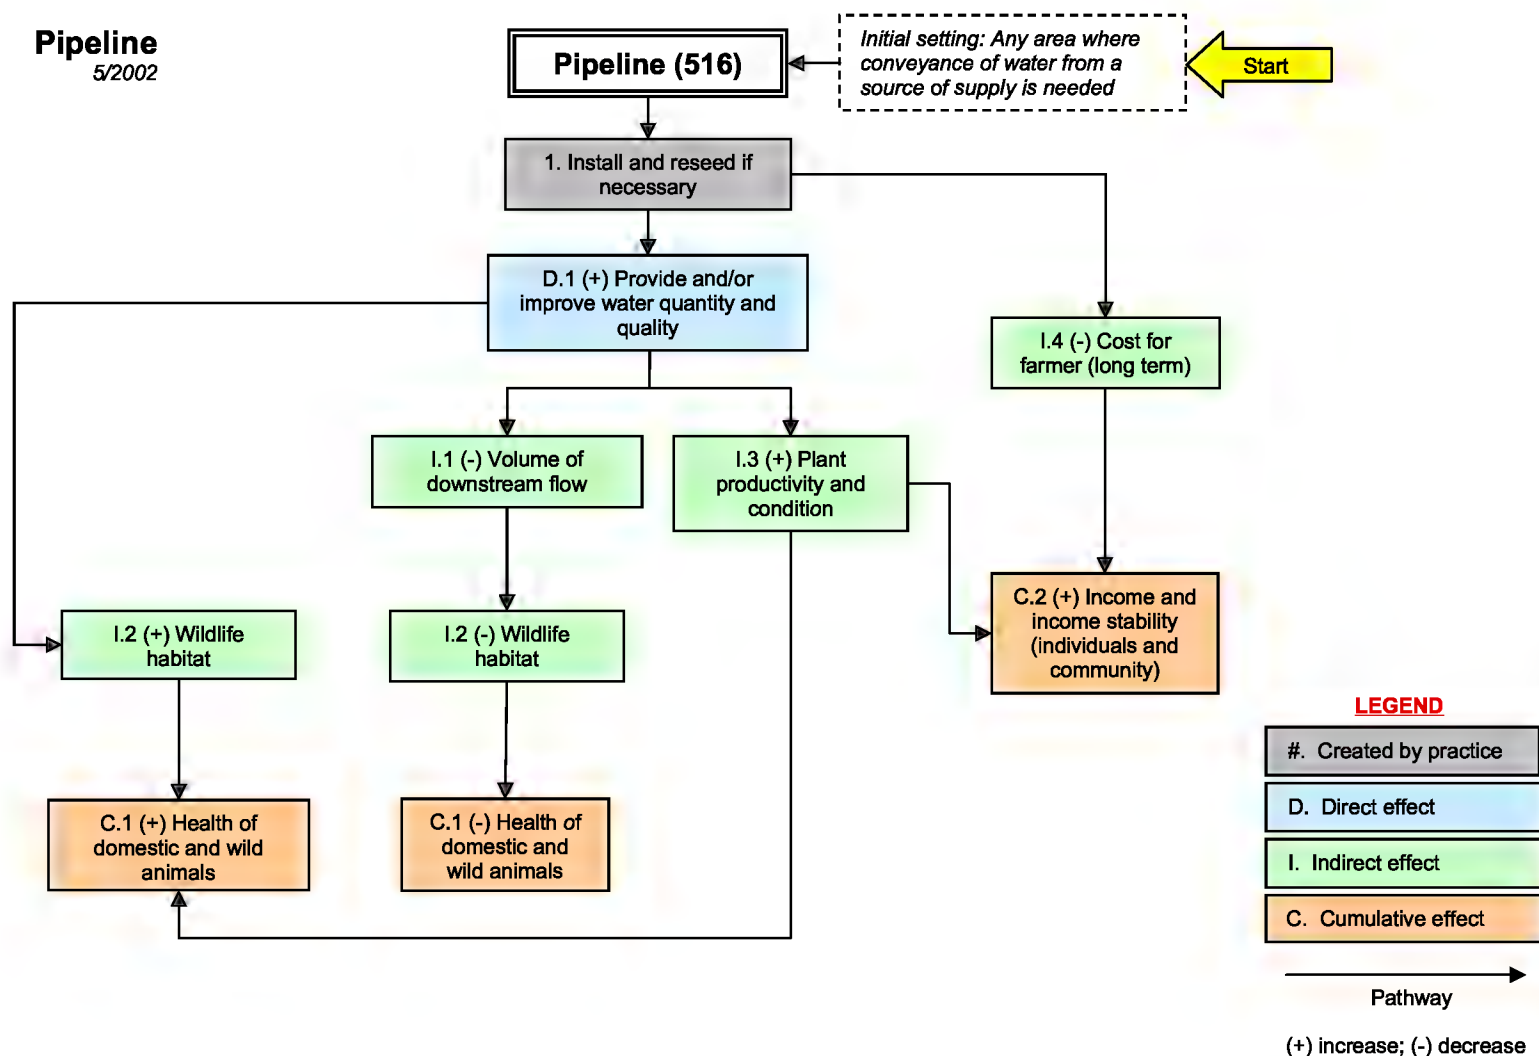 Pipeline
5/2002
Pipeline (516)
Initial setting: Any area where
conveyance of water from a
source of supply is needed
Start
1. Install and reseed if
necessary
D.1 (+) Provide and/or
improve water quantity and
quality
I.4 (-) Cost for
farmer (long term)
I.1 (-) Volume of
downstream flow
I.3 (+) Plant
productivity and
condition
I.2 (+) Wildlife
habitat
I.2 (-) Wildlife
habitat
C.2 (+) Income and
income stability
(individuals and
community)
C.1 (+) Health of
domestic and wild
animals
C.1 (-) Health of
domestic and
wild animals
LEGEND
#. Created by practice
D. Direct effect
I. Indirect effect
C. Cumulative effect
Pathway
(+) increase; (-) decrease